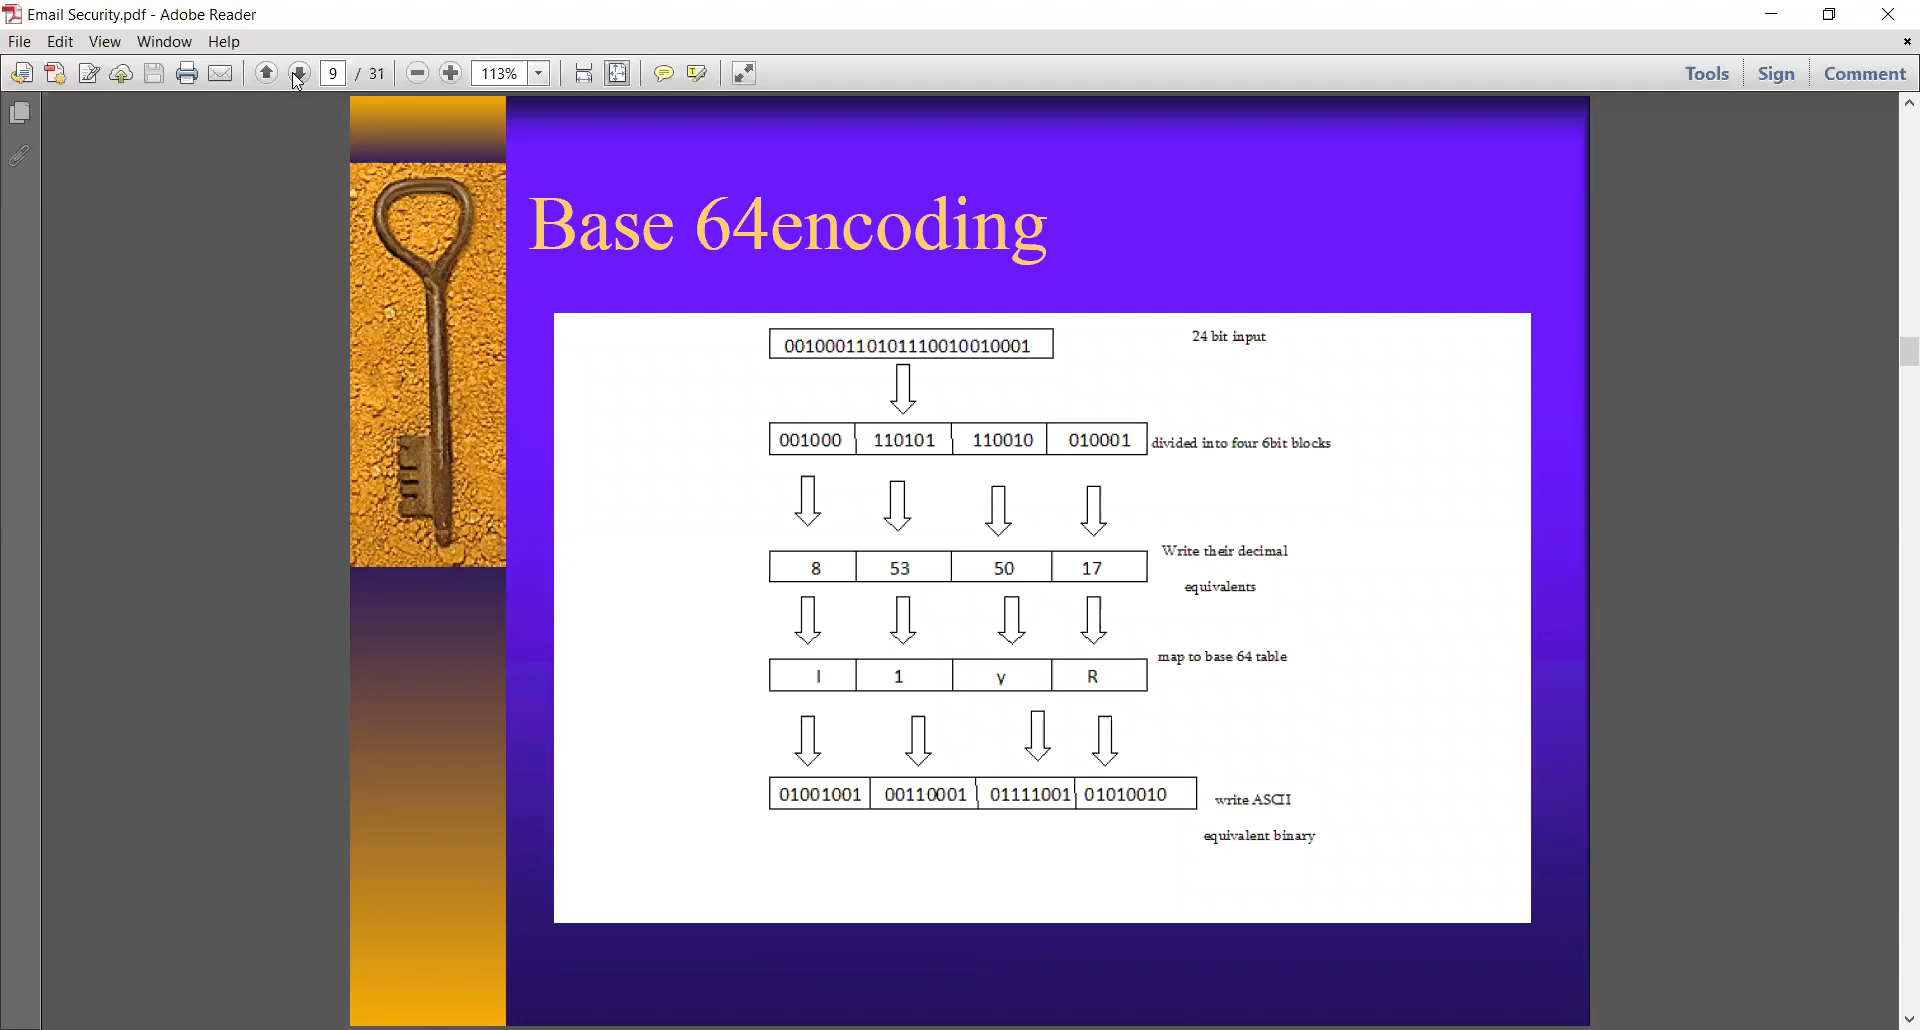 Email Security.pdf - Adobe Reader
File Edit View Window Help
9 / 31 113% Tools Sign Comment
Base 64encoding
001000110101110010010001 24 bit input
001000 110101 110010 010001 divided into four 6bit blocks
8 53 50 17 Write their decimal
equivalents
I 1 y R map to base 64 table
01001001 00110001 01111001 01010010 write ASCII
equivalent binary